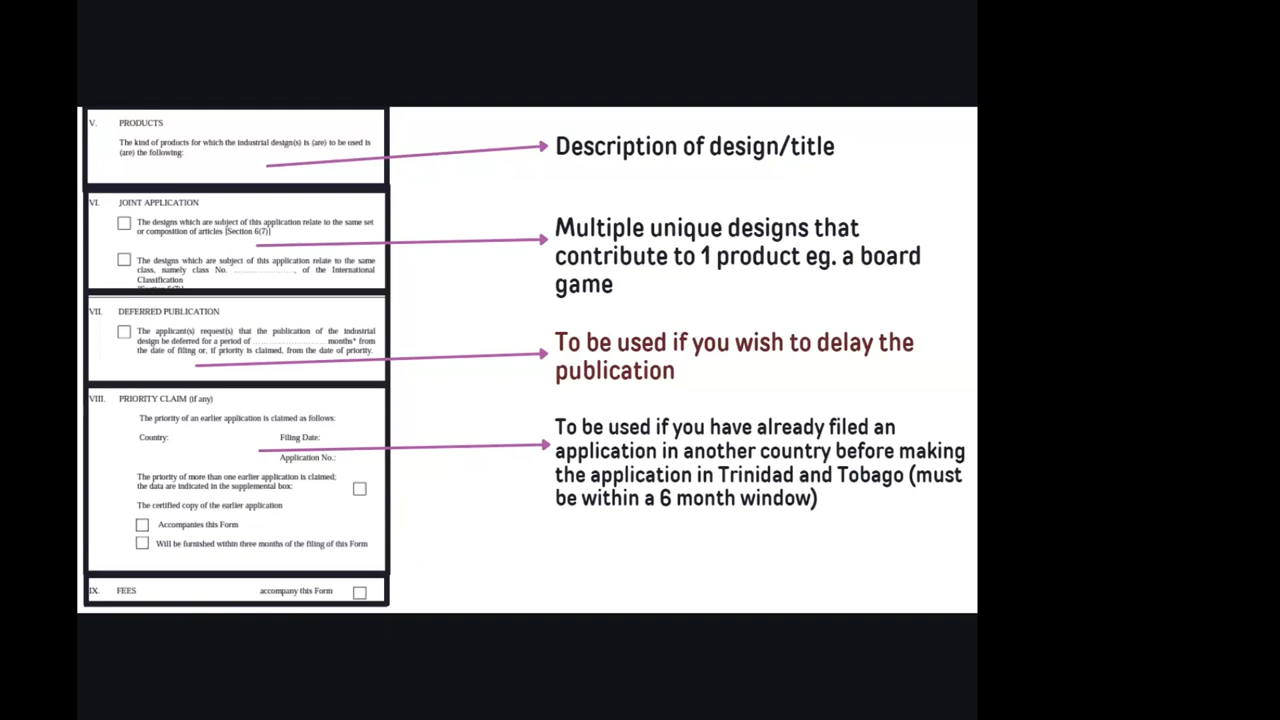 V. PRODUCTS
The kind of products for which the industrial design(s) is (are) to be used is
(are) the following:
Description of design/title
VI. JOINT APPLICATION
The designs which are subject of this application relate to the same set
or composition of articles [Section 6(7)]
The designs which are subject of this application relate to the same
class, namely class No. ....................., of the International
Classification
Multiple unique designs that
contribute to 1 product eg. a board
game
VII. DEFERRED PUBLICATION
The applicant(s) request(s) that the publication of the industrial
design be deferred for a period of ......................... months* from
the date of filing or, if priority is claimed, from the date of priority.
To be used if you wish to delay the
publication
VIII. PRIORITY CLAIM (if any)
The priority of an earlier application is claimed as follows:
Country: Filing Date:
Application No.:
The priority of more than one earlier application is claimed;
the data are indicated in the supplemental box:
The certified copy of the earlier application
Accompanies this Form
Will be furnished within three months of the filing of this Form
To be used if you have already filed an
application in another country before making
the application in Trinidad and Tobago (must
be within a 6 month window)
IX. FEES accompany this Form